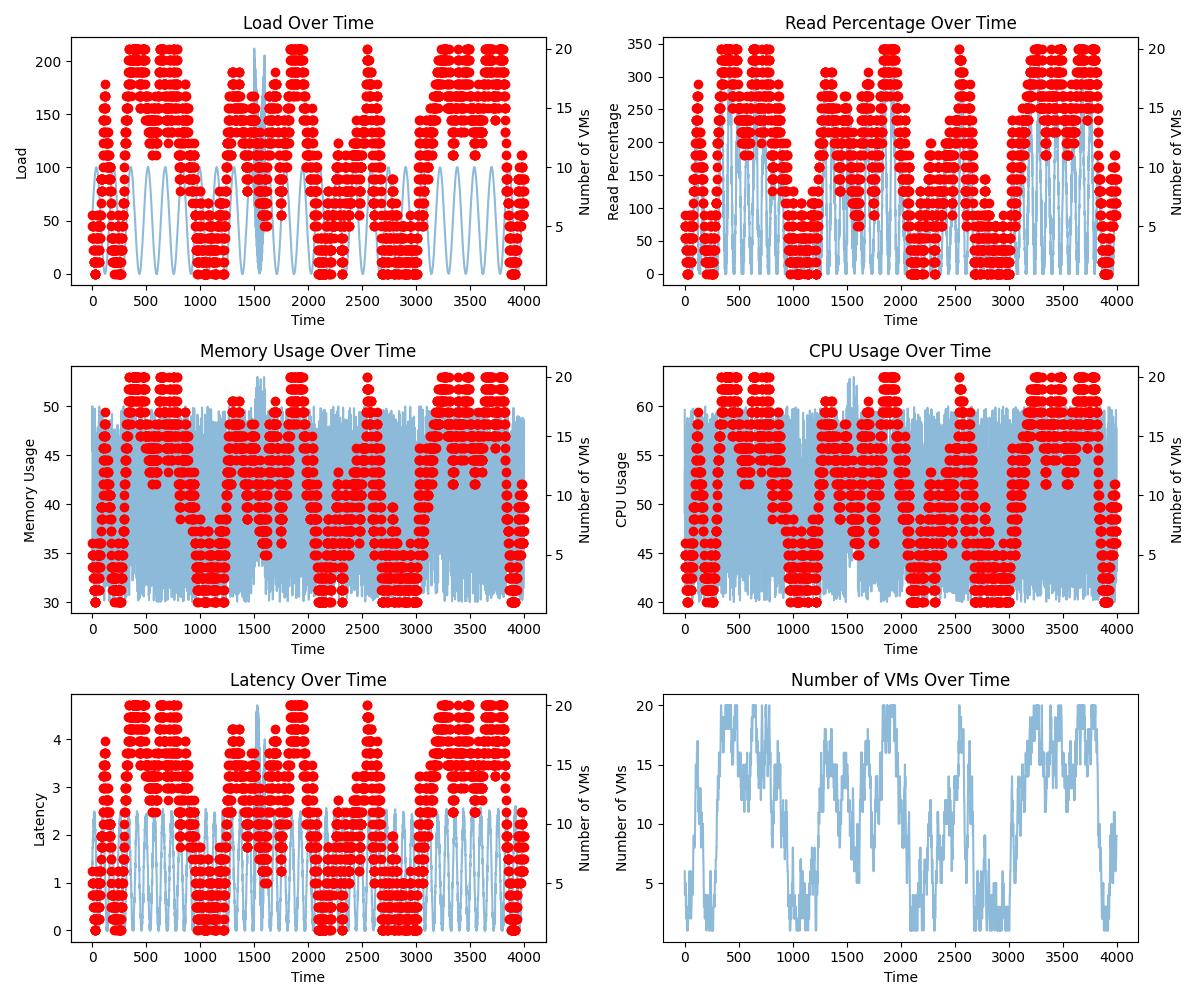 Load Over Time
Load
200
150
100
50
0
20
15
10
5
Number of VMs
0 500 1000 1500 2000 2500 3000 3500 4000
Time
Read Percentage Over Time
Read Percentage
350
300
250
200
150
100
50
0
20
15
10
5
Number of VMs
0 500 1000 1500 2000 2500 3000 3500 4000
Time
Memory Usage Over Time
Memory Usage
50
45
40
35
30
20
15
10
5
Number of VMs
0 500 1000 1500 2000 2500 3000 3500 4000
Time
CPU Usage Over Time
CPU Usage
60
55
50
45
40
20
15
10
5
Number of VMs
0 500 1000 1500 2000 2500 3000 3500 4000
Time
Latency Over Time
Latency
4
3
2
1
0
20
15
10
5
Number of VMs
0 500 1000 1500 2000 2500 3000 3500 4000
Time
Number of VMs Over Time
Number of VMs
20
15
10
5
0 500 1000 1500 2000 2500 3000 3500 4000
Time